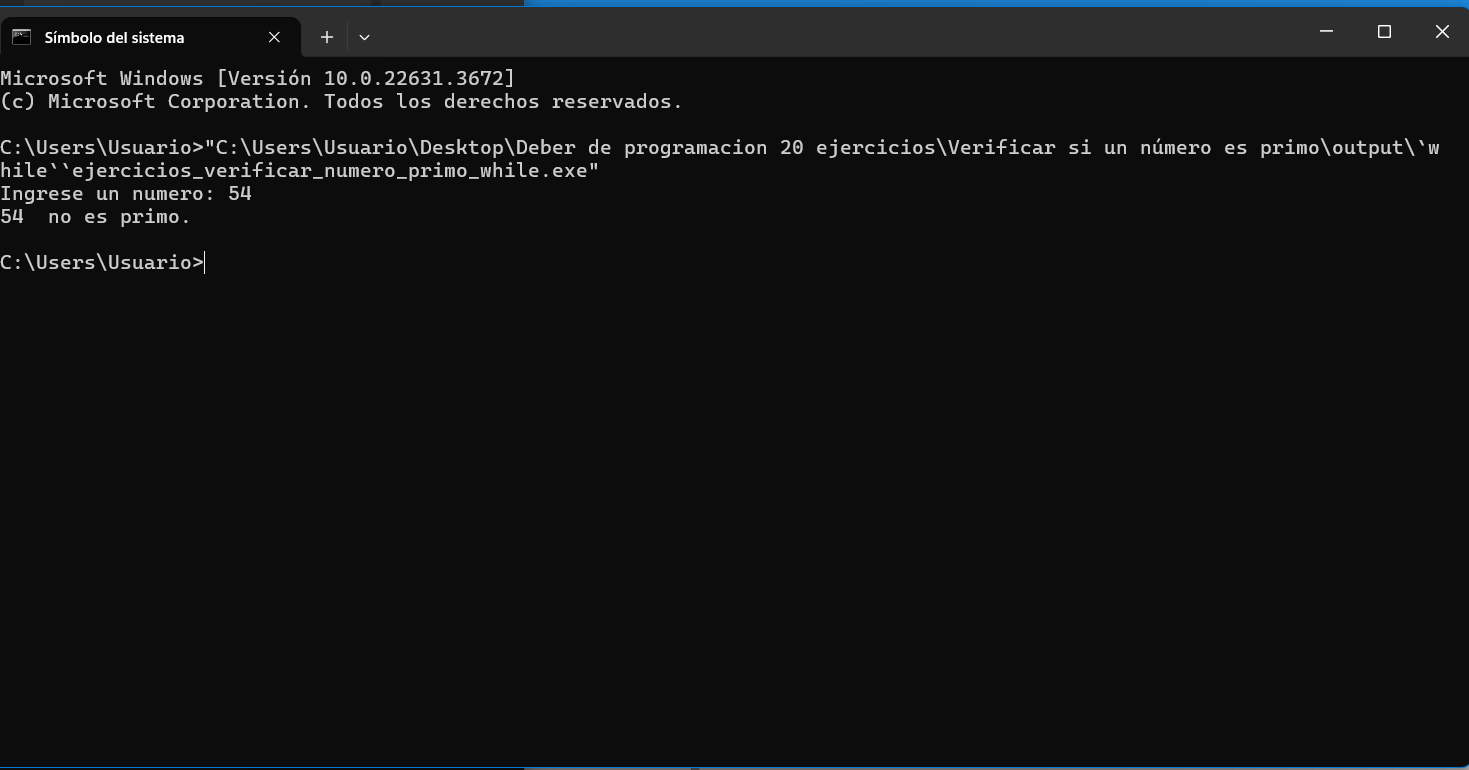 Símbolo del sistema
Microsoft Windows [Versión 10.0.22631.3672]
(c) Microsoft Corporation. Todos los derechos reservados.
C:\Users\Usuario>"C:\Users\Usuario\Desktop\Deber de programacion 20 ejercicios\Verificar si un número es primo\output\`w
hile``ejercicios_verificar_numero_primo_while.exe"
Ingrese un numero: 54
54  no es primo.
C:\Users\Usuario>